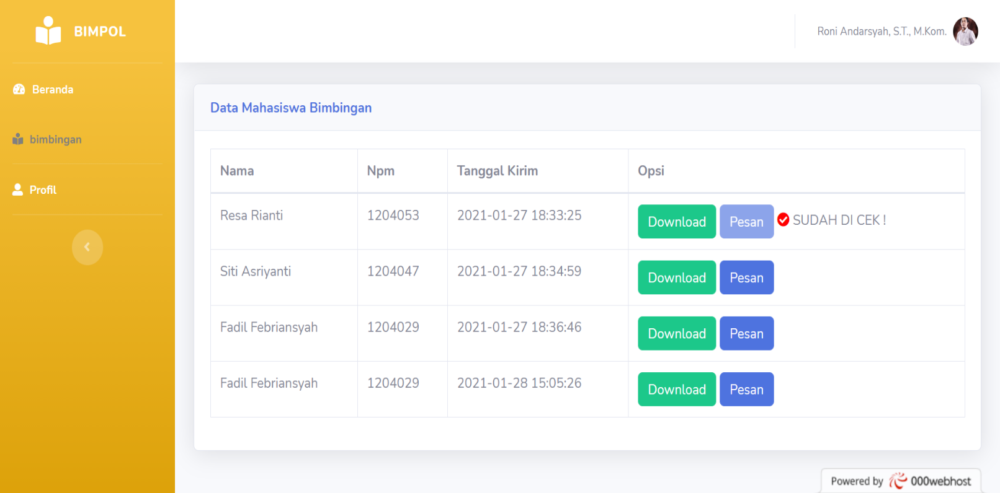 BIMPOL
Roni Andarsyah, S.T., M.Kom.
Beranda
bimbingan
Profil
Data Mahasiswa Bimbingan
Nama Npm Tanggal Kirim Opsi
Resa Rianti 1204053 2021-01-27 18:33:25 Download Pesan SUDAH DI CEK !
Siti Asriyanti 1204047 2021-01-27 18:34:59 Download Pesan
Fadil Febriansyah 1204029 2021-01-27 18:36:46 Download Pesan
Fadil Febriansyah 1204029 2021-01-28 15:05:26 Download Pesan
Powered by 000webhost